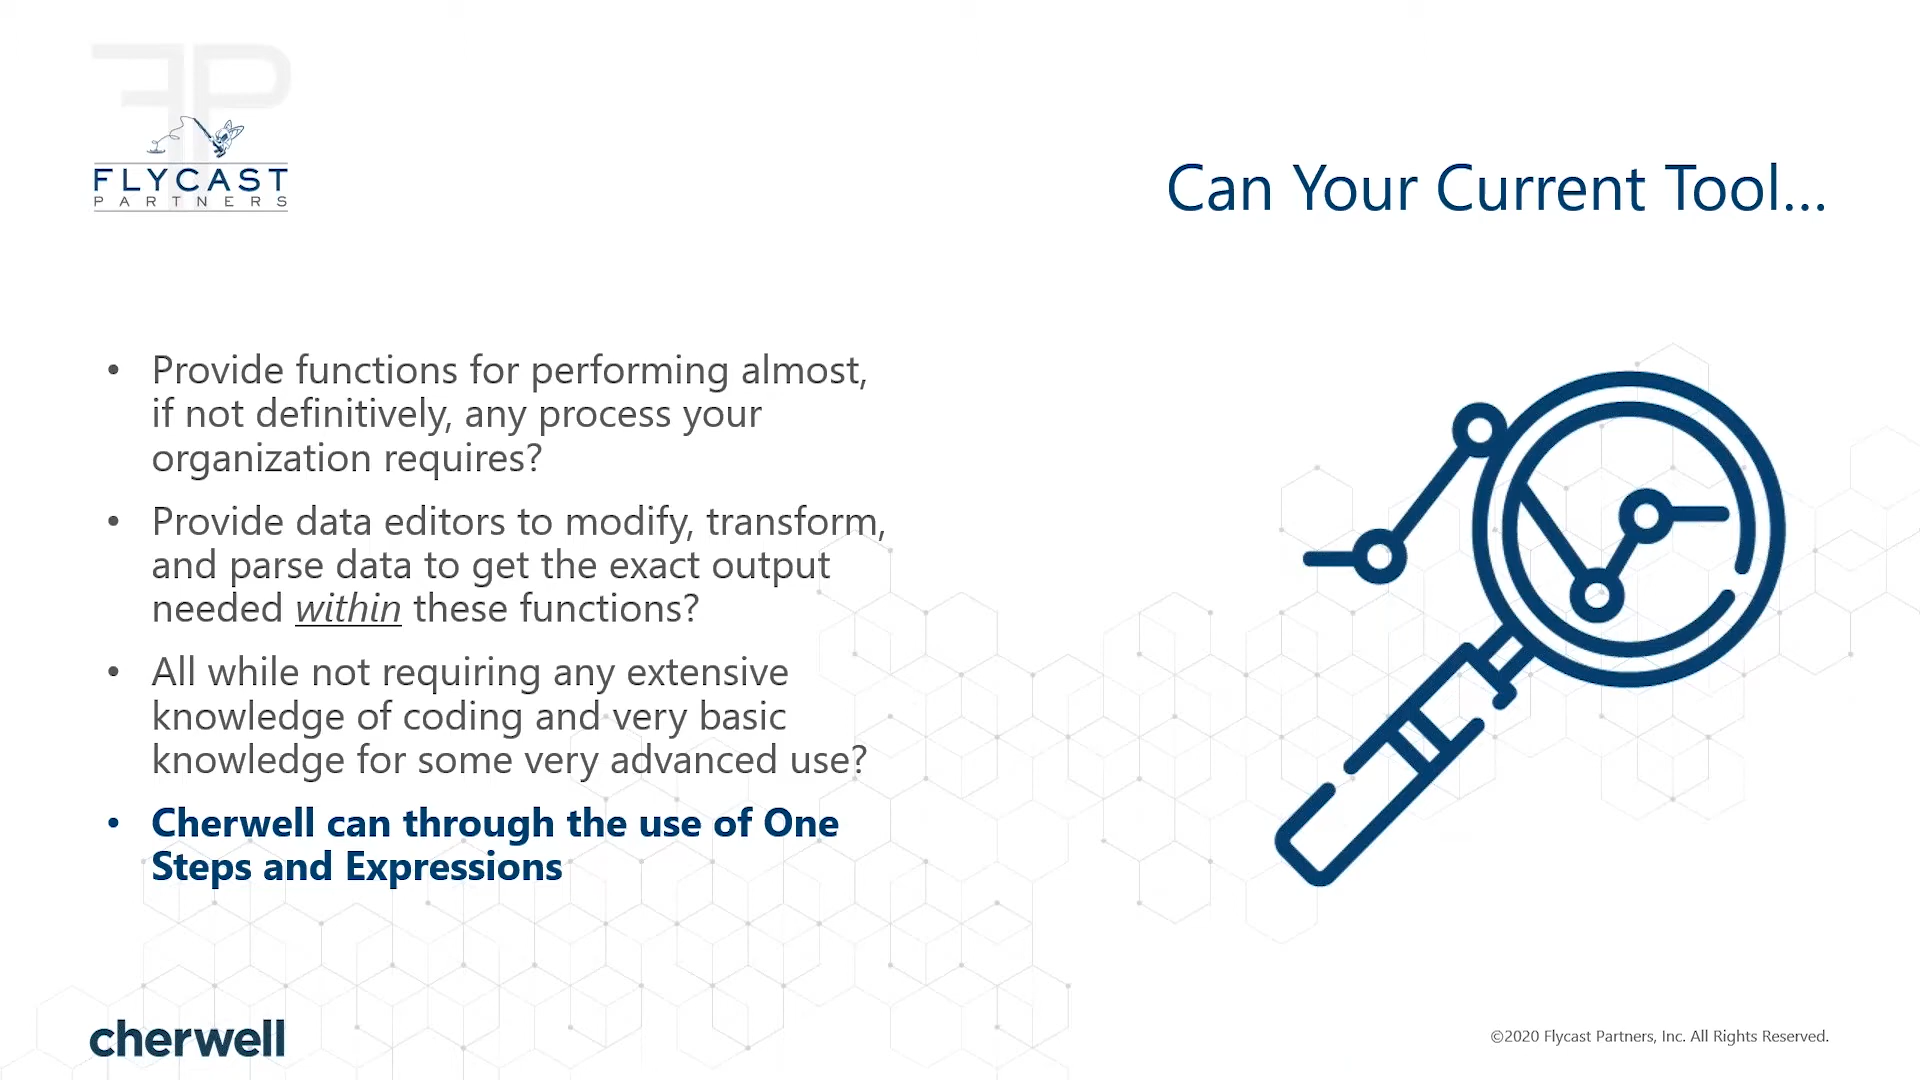 FP
FLYCAST
PARTNERS
Can Your Current Tool...
• Provide functions for performing almost,
if not definitively, any process your
organization requires?
• Provide data editors to modify, transform,
and parse data to get the exact output
needed within these functions?
• All while not requiring any extensive
knowledge of coding and very basic
knowledge for some very advanced use?
• Cherwell can through the use of One
Steps and Expressions
cherwell
©2020 Flycast Partners, Inc. All Rights Reserved.